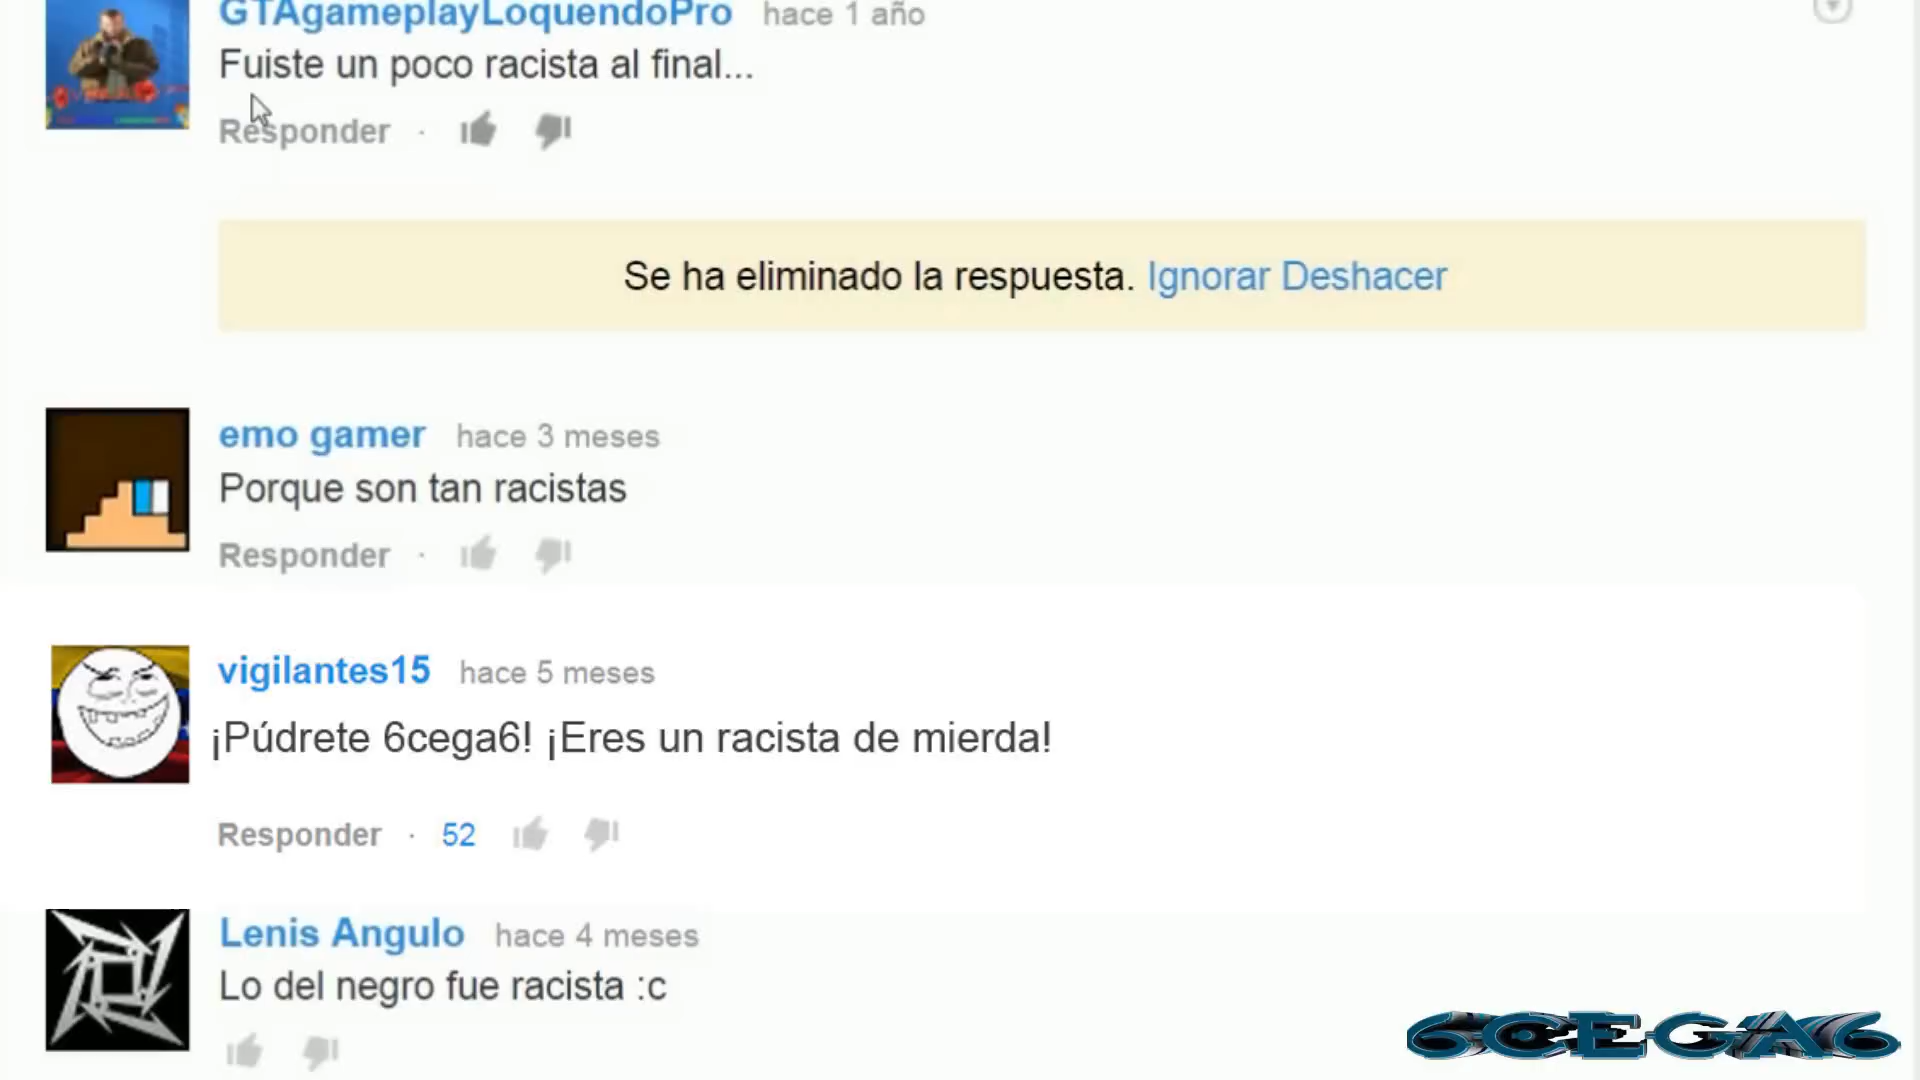 GTAgameplayLoquendoPro hace 1 año
Fuiste un poco racista al final...
Responder ·
Se ha eliminado la respuesta. Ignorar Deshacer
emo gamer hace 3 meses
Porque son tan racistas
Responder ·
vigilantes15 hace 5 meses
¡Púdrete 6cega6! ¡Eres un racista de mierda!
Responder · 52
Lenis Angulo hace 4 meses
Lo del negro fue racista :c
6CEGA6